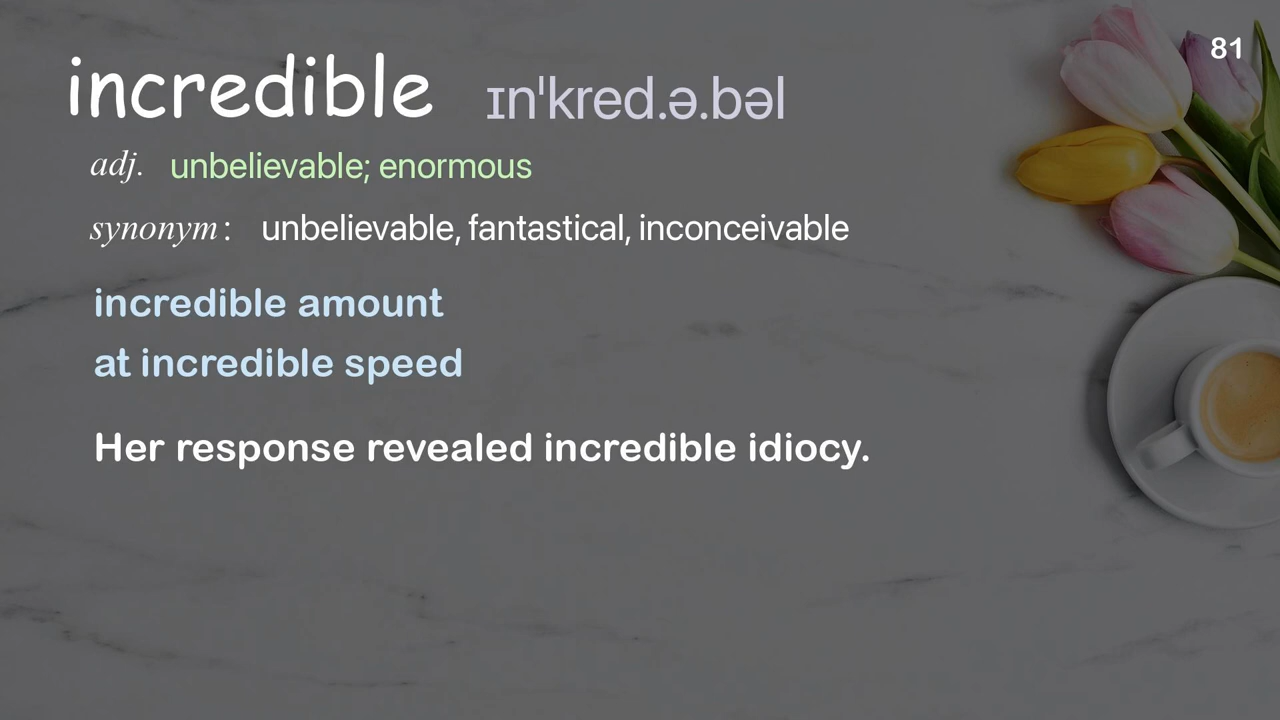 81
incredible ɪnˈkred.ə.bəl
adj. unbelievable; enormous
synonym: unbelievable, fantastical, inconceivable
incredible amount
at incredible speed
Her response revealed incredible idiocy.